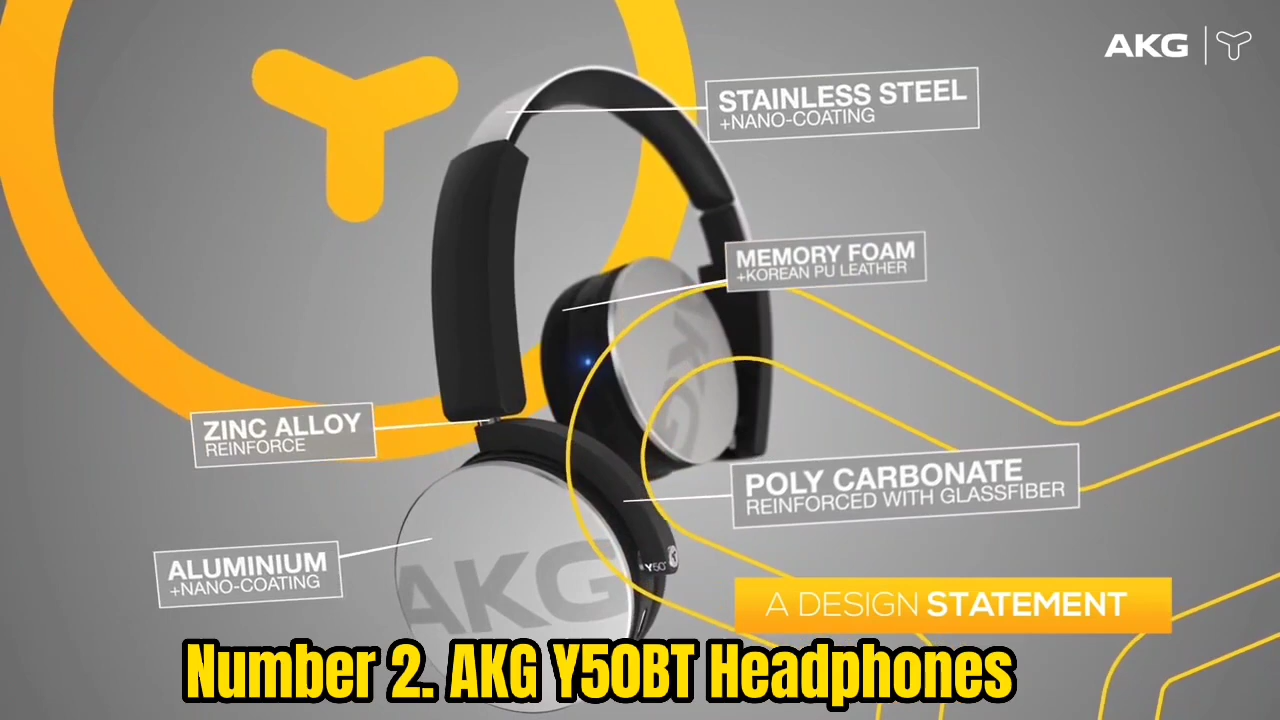 AKG
STAINLESS STEEL
+NANO-COATING
MEMORY FOAM
+KOREAN PU LEATHER
AKG
ZINC ALLOY
REINFORCE
POLY CARBONATE
REINFORCED WITH GLASSFIBER
ALUMINIUM
+NANO-COATING
AKG
Y50
A DESIGN STATEMENT
Number 2. AKG Y50BT Headphones